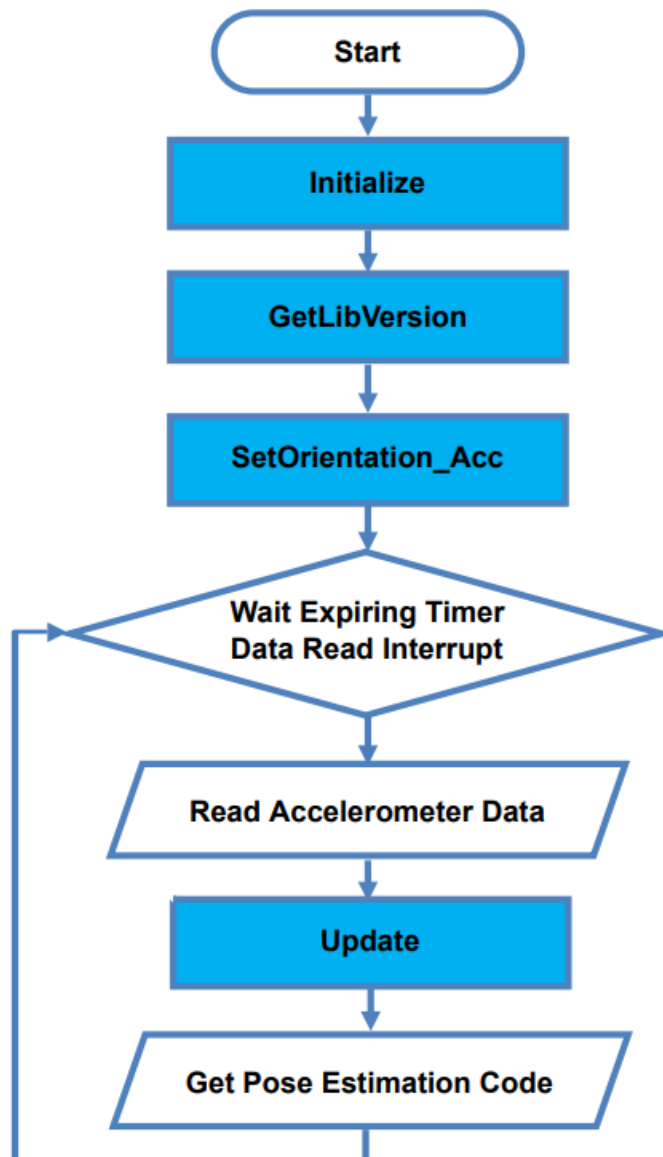 Start
Initialize
GetLibVersion
SetOrientation_Acc
Wait Expiring Timer
Data Read Interrupt
Read Accelerometer Data
Update
Get Pose Estimation Code